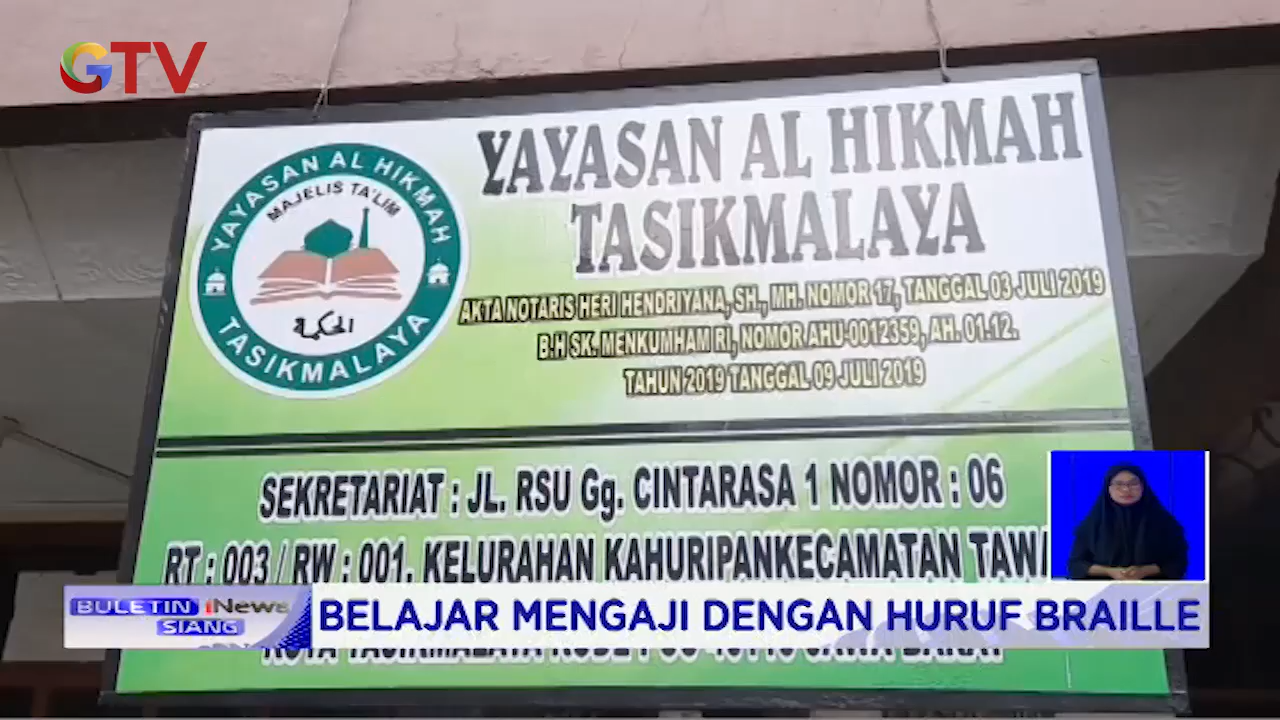 GTV
YAYASAN AL HIKMAH
TASIKMALAYA
AKTA NOTARIS HERI HENDRIYANA, SH., MH. NOMOR 17, TANGGAL 03 JULI 2019
B.H SK. MENKUMHAM RI, NOMOR AHU-0012359, AH. 01.12.
TAHUN 2019 TANGGAL 09 JULI 2019
YAYASAN AL HIKMAH
MAJELIS TA'LIM
الحكمة
TASIKMALAYA
SEKRETARIAT : JL. RSU Gg. CINTARASA 1 NOMOR : 06
RT : 003 / RW : 001. KELURAHAN KAHURIPANKECAMATAN
BULETIN iNews
SIANG
BELAJAR MENGAJI DENGAN HURUF BRAILLE